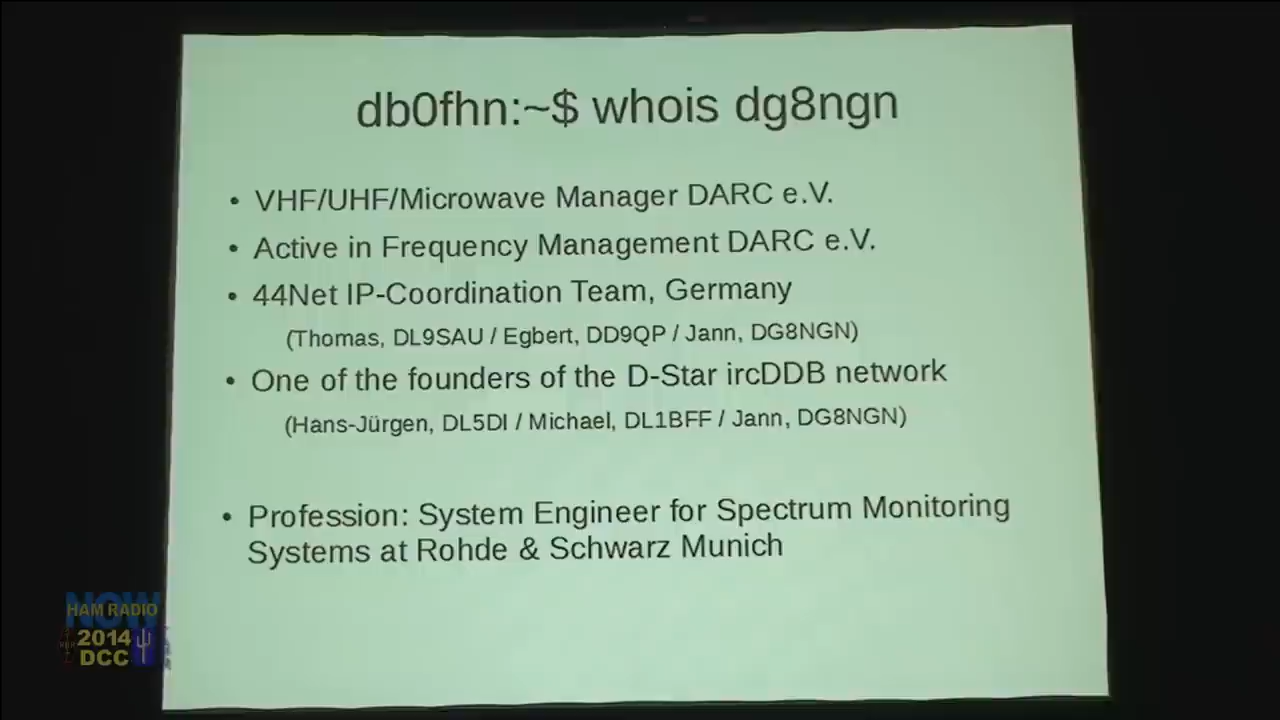 db0fhn:~$ whois dg8ngn
• VHF/UHF/Microwave Manager DARC e.V.
• Active in Frequency Management DARC e.V.
• 44Net IP-Coordination Team, Germany
(Thomas, DL9SAU / Egbert, DD9QP / Jann, DG8NGN)
• One of the founders of the D-Star ircDDB network
(Hans-Jürgen, DL5DI / Michael, DL1BFF / Jann, DG8NGN)
• Profession: System Engineer for Spectrum Monitoring
Systems at Rohde & Schwarz Munich
NOW
HAM RADIO
2014
DCC